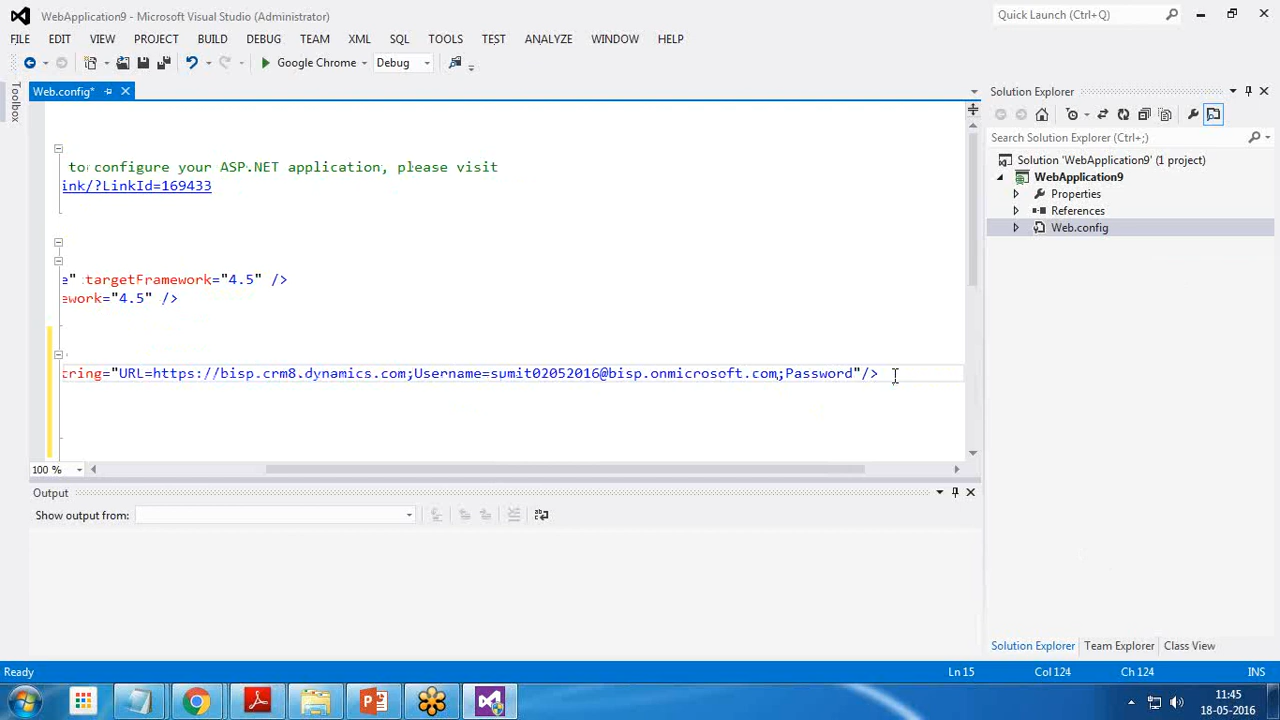 WebApplication9 - Microsoft Visual Studio (Administrator)
Quick Launch (Ctrl+Q)
FILE EDIT VIEW PROJECT BUILD DEBUG TEAM XML SQL TOOLS TEST ANALYZE WINDOW HELP
Google Chrome Debug
Toolbox
Web.config*
to configure your ASP.NET application, please visit
ink/?LinkId=169433
e" targetFramework="4.5" />
ework="4.5" />
tring="URL=https://bisp.crm8.dynamics.com;Username=sumit02052016@bisp.onmicrosoft.com;Password"/>
100 %
Output
Show output from:
Solution Explorer
Search Solution Explorer (Ctrl+;)
Solution 'WebApplication9' (1 project)
WebApplication9
Properties
References
Web.config
Solution Explorer Team Explorer Class View
Ready Ln 15 Col 124 Ch 124 INS
11:45
18-05-2016